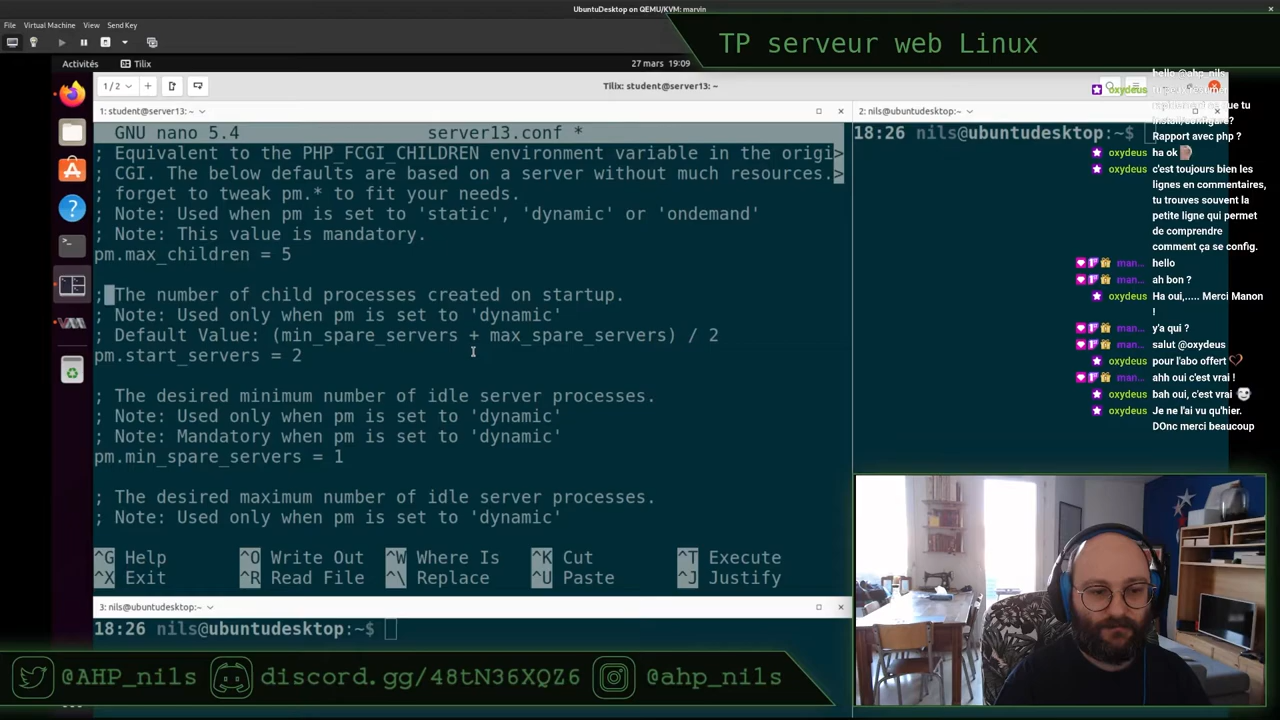 UbuntuDesktop on QEMU/KVM: marvin
File Virtual Machine View Send Key
TP serveur web Linux
Activités Tilix 27 mars 19:09
1 / 2 Tilix: student@server13: ~
1: student@server13: ~
GNU nano 5.4 server13.conf *
; Equivalent to the PHP_FCGI_CHILDREN environment variable in the origi>
; CGI. The below defaults are based on a server without much resources.>
; forget to tweak pm.* to fit your needs.
; Note: Used when pm is set to 'static', 'dynamic' or 'ondemand'
; Note: This value is mandatory.
pm.max_children = 5
; The number of child processes created on startup.
; Note: Used only when pm is set to 'dynamic'
; Default Value: (min_spare_servers + max_spare_servers) / 2
pm.start_servers = 2
; The desired minimum number of idle server processes.
; Note: Used only when pm is set to 'dynamic'
; Note: Mandatory when pm is set to 'dynamic'
pm.min_spare_servers = 1
; The desired maximum number of idle server processes.
; Note: Used only when pm is set to 'dynamic'
^G Help ^O Write Out ^W Where Is ^K Cut ^T Execute
^X Exit ^R Read File ^\ Replace ^U Paste ^J Justify
2: nils@ubuntudesktop: ~
18:26 nils@ubuntudesktop:~$
3: nils@ubuntudesktop: ~
18:26 nils@ubuntudesktop:~$
hello @ahp_nils
oxydeus
Rapport avec php ?
oxydeus ha ok
oxydeus c'est toujours bien les
lignes en commentaires,
tu trouves souvent la
petite ligne qui permet
de comprendre
comment ça se config.
man... hello
man... ah bon ?
oxydeus Ha oui,..... Merci Manon
!
man... y'a qui ?
man... salut @oxydeus
oxydeus pour l'abo offert
man... ahh oui c'est vrai !
oxydeus bah oui, c'est vrai
oxydeus Je ne l'ai vu qu'hier.
DOnc merci beaucoup
@AHP_nils discord.gg/48tN36XQZ6 @ahp_nils